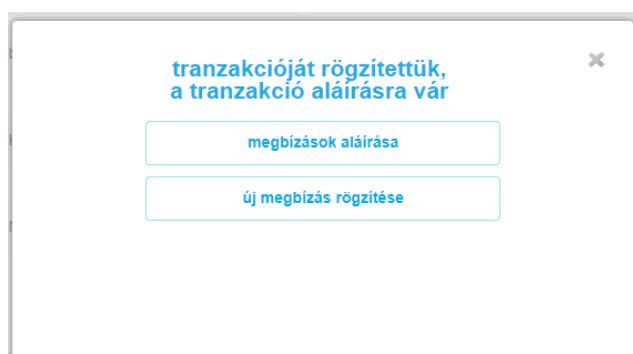 tranzakcióját rögzítettük,
a tranzakció aláírásra vár
megbízások aláírása
új megbízás rögzítése